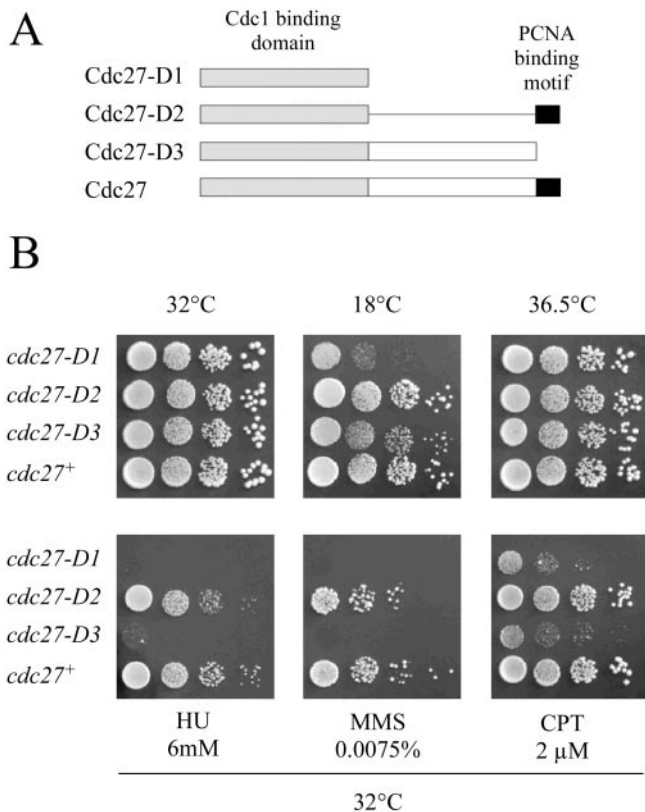 A
Cdc1 binding
domain
PCNA
binding
motif
Cdc27-D1
Cdc27-D2
Cdc27-D3
Cdc27
B
32°C 18°C 36.5°C
cdc27-D1
cdc27-D2
cdc27-D3
cdc27+
cdc27-D1
cdc27-D2
cdc27-D3
cdc27+
HU MMS CPT
6mM 0.0075% 2 µM
32°C